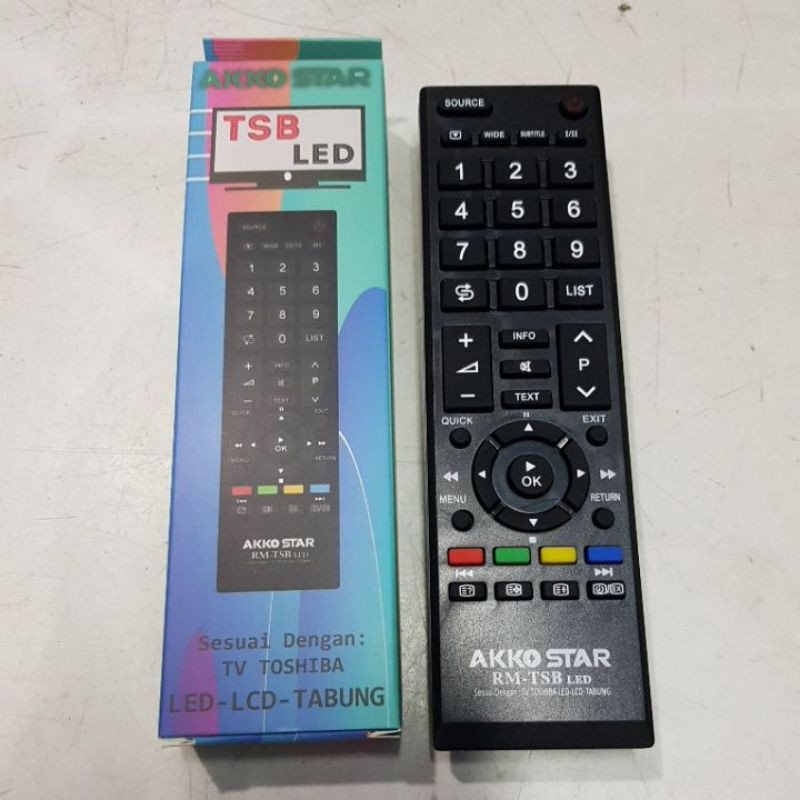 AKKO STAR
TSB
LED
SOURCE
WIDE
1 2 3
4 5 6
7 8 9
0 LIST
+ INFO
P
- TEXT
QUICK EXIT
OK
MENU RETURN
AKKO STAR
RM-TSB LED
Sesuai Dengan:
TV TOSHIBA
LED-LCD-TABUNG
SOURCE
WIDE SUBTITLE I/II
1 2 3
4 5 6
7 8 9
0 LIST
+ INFO
P
- TEXT
QUICK EXIT
OK
MENU RETURN
AKKO STAR
RM-TSB LED
Sesuai Dengan : TV TOSHIBA LED-LCD-TABUNG